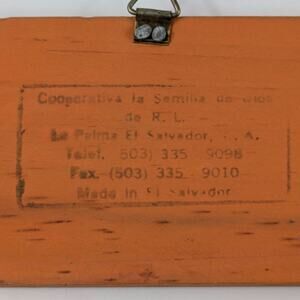 Cooperativa la Semilla de Dios
de R. L.
La Palma El Salvador, C. A.
Telef. 503) 335 9098
Fax. (503) 335 9010
Made in El Salvador